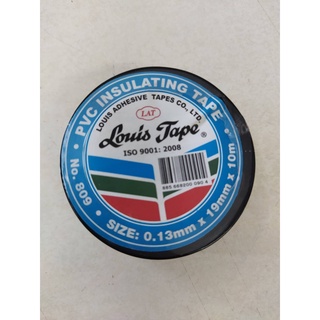 PVC INSULATING TAPE
LOUIS ADHESIVE TAPES CO., LTD.
LAT
Louis Tape®
ISO 9001: 2008
No. 809
SIZE: 0.13mm x 19mm x 10m